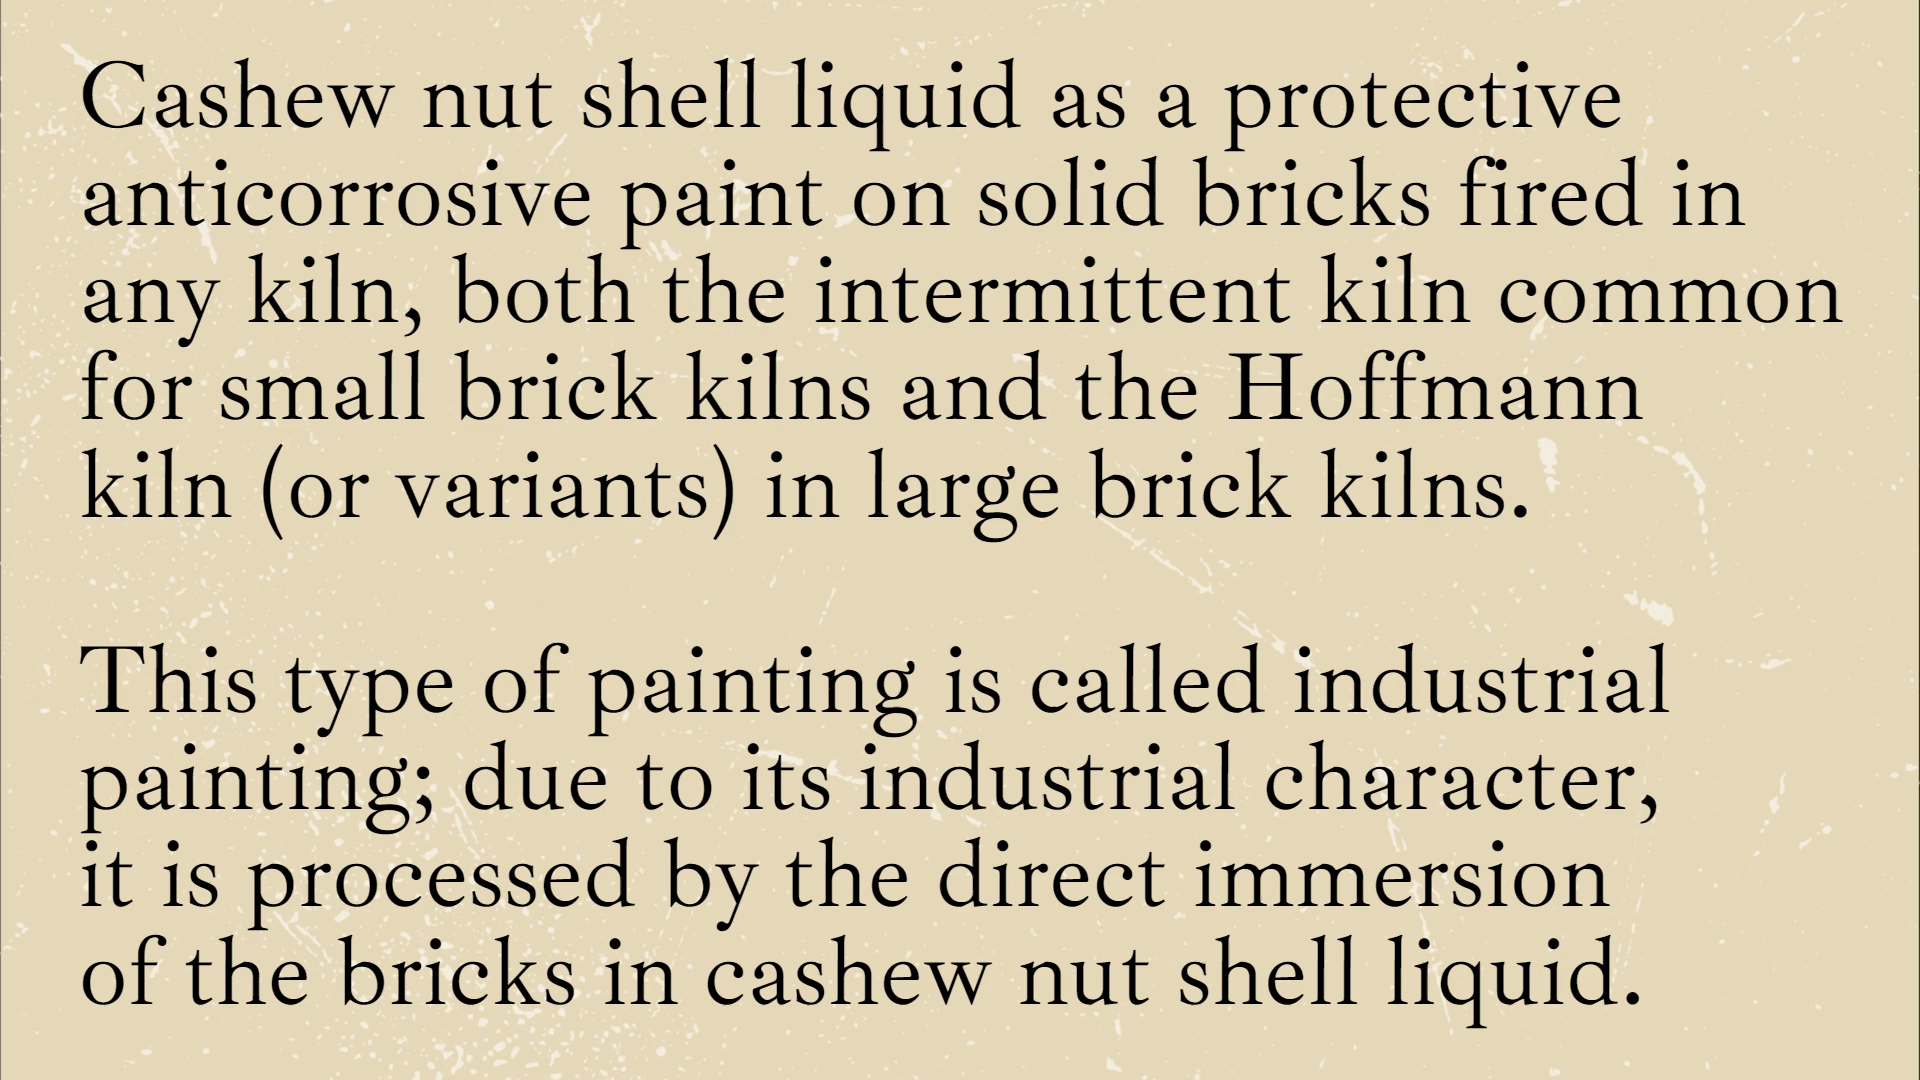 Cashew nut shell liquid as a protective
anticorrosive paint on solid bricks fired in
any kiln, both the intermittent kiln common
for small brick kilns and the Hoffmann
kiln (or variants) in large brick kilns.
This type of painting is called industrial
painting; due to its industrial character,
it is processed by the direct immersion
of the bricks in cashew nut shell liquid.